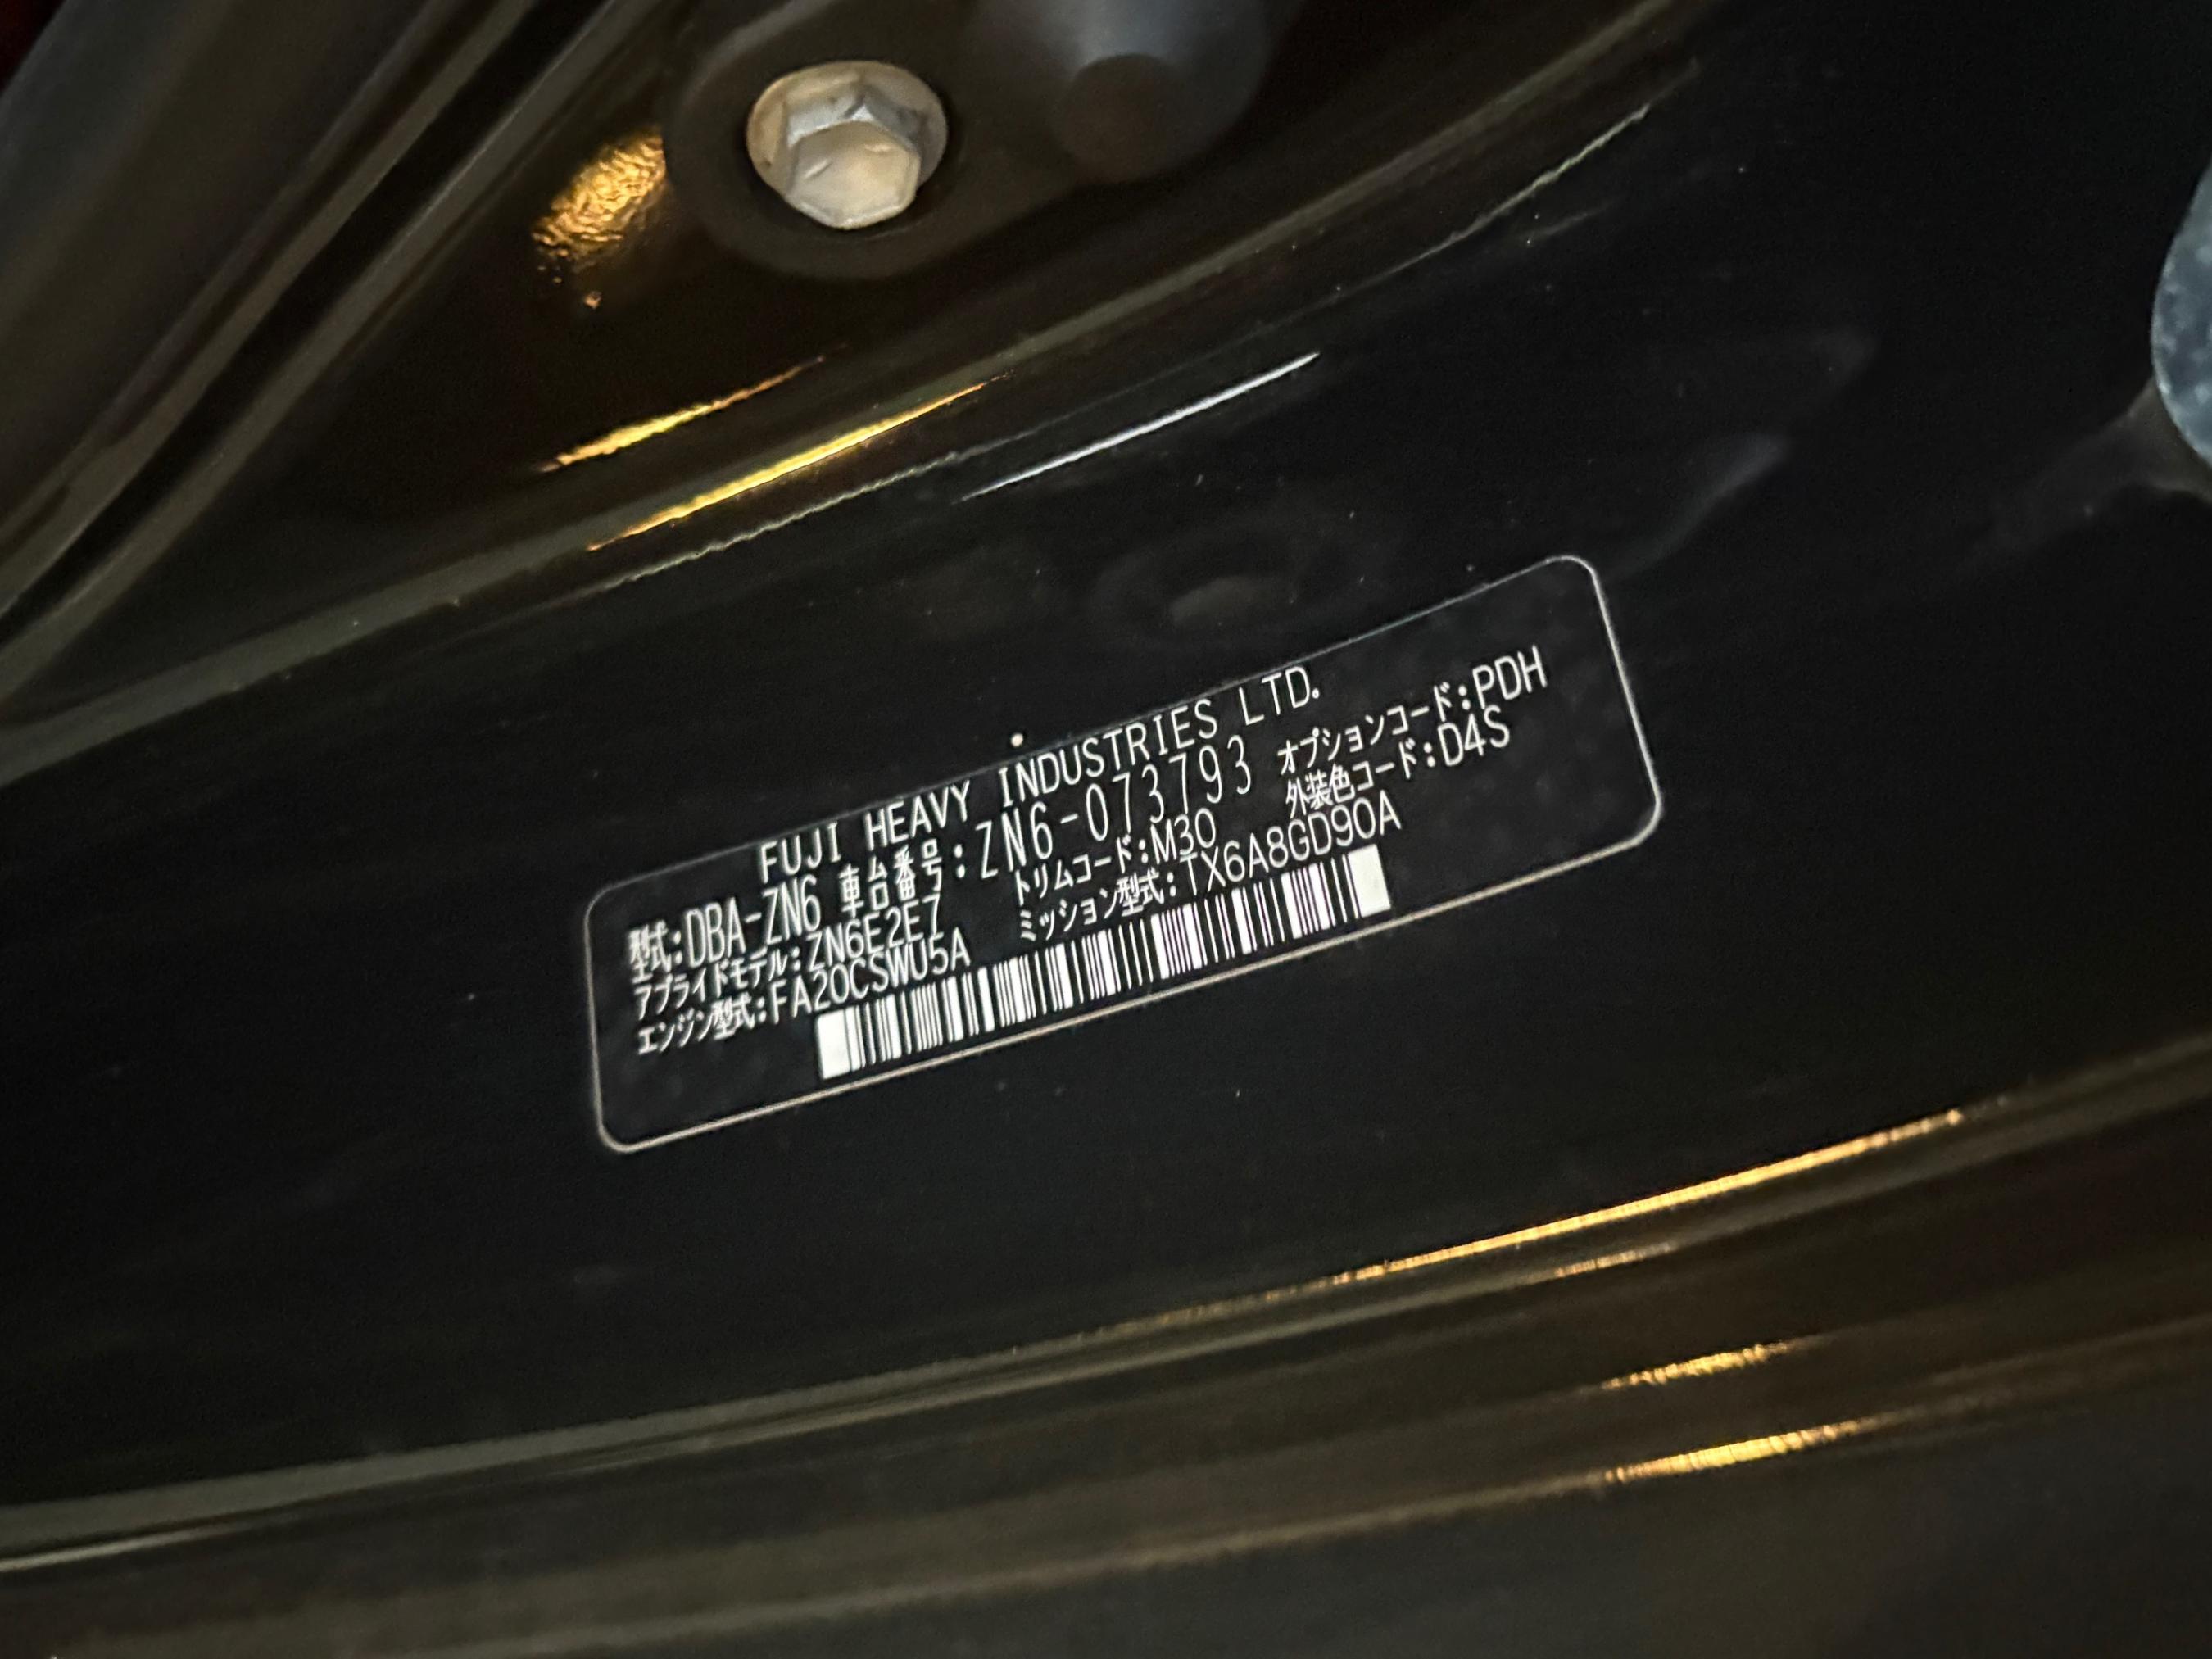 FUJI HEAVY INDUSTRIES LTD.
型式:DBA-ZN6 車台番号:ZN6-073793 オプションコード:PDH
アプライドモデル:ZN6E2E7 トリムコード:M30 外装色コード:D4S
エンジン型式:FA20CSWU5A ミッション型式:TX6A8GD90A